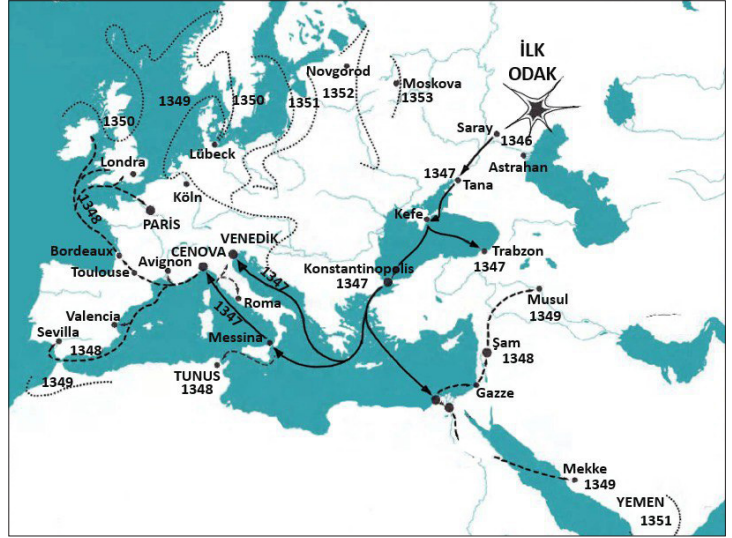 İLK
ODAK
Novgorod
1352
Moskova
1353
1349
1350
1351
1350
Saray
1346
Astrahan
Lübeck
Londra
1347
Tana
Köln
1348
PARİS
Kefe
VENEDİK
Bordeaux
Avignon
CENOVA
Toulouse
1347
Konstantinopolis
1347
Trabzon
1347
Roma
Musul
1349
Valencia
1347
Sevilla
1348
Messina
Şam
1348
1349
TUNUS
1348
Gazze
Mekke
1349
YEMEN
1351